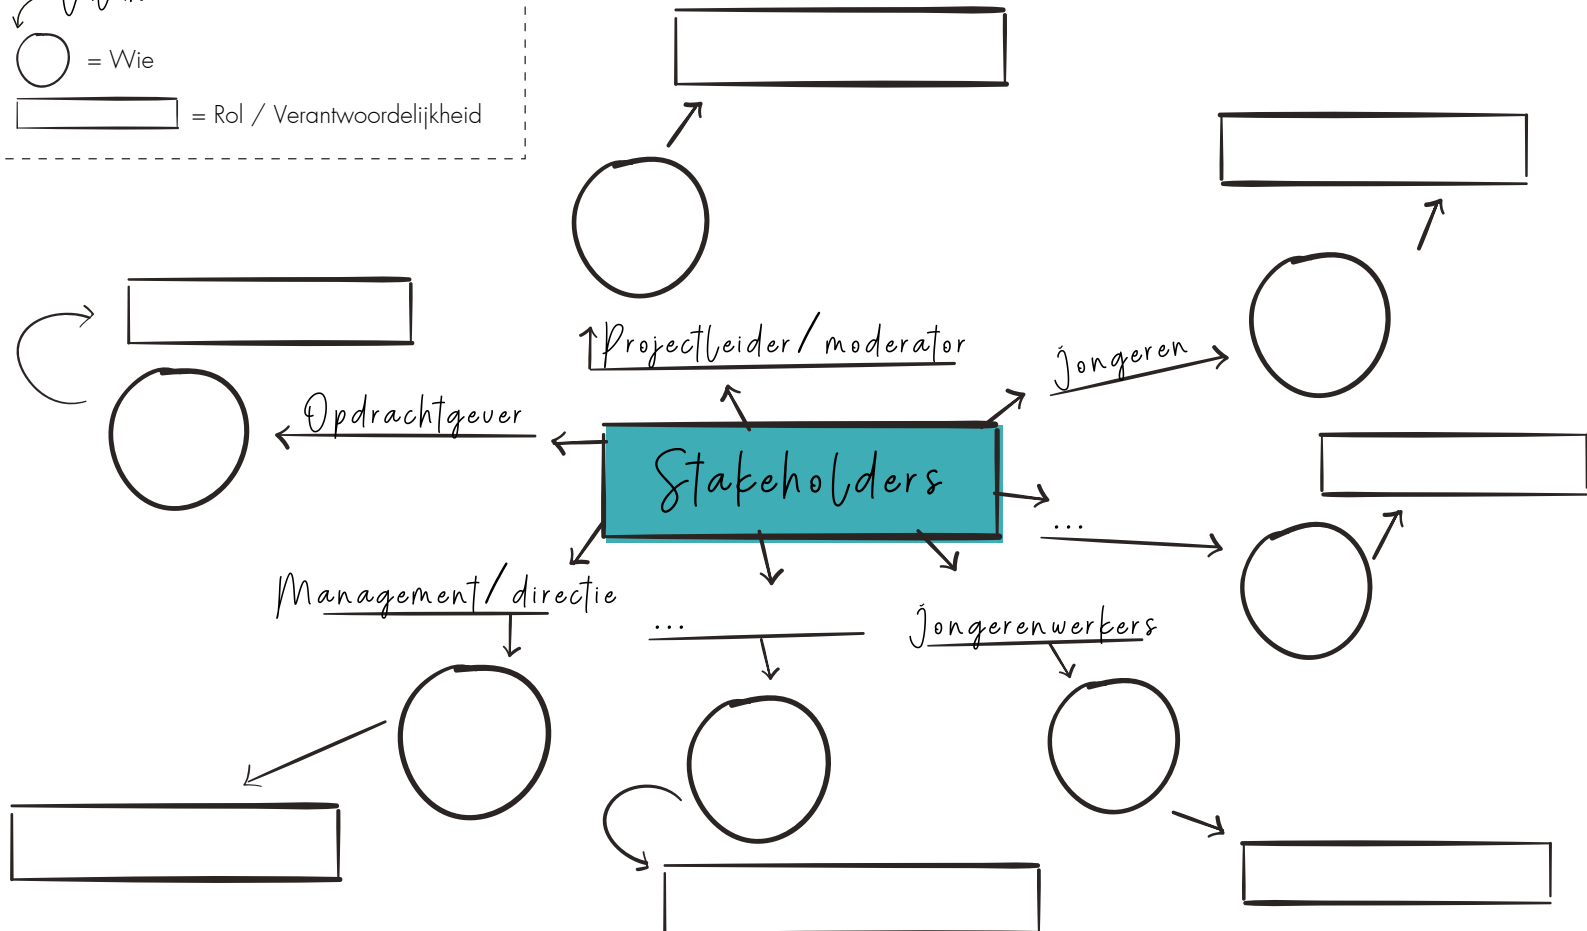 = Wie
= Rol / Verantwoordelijkheid
Projectleider/moderator
Jongeren
Opdrachtgever
Stakeholders
...
Management/directie
...
Jongerenwerkers